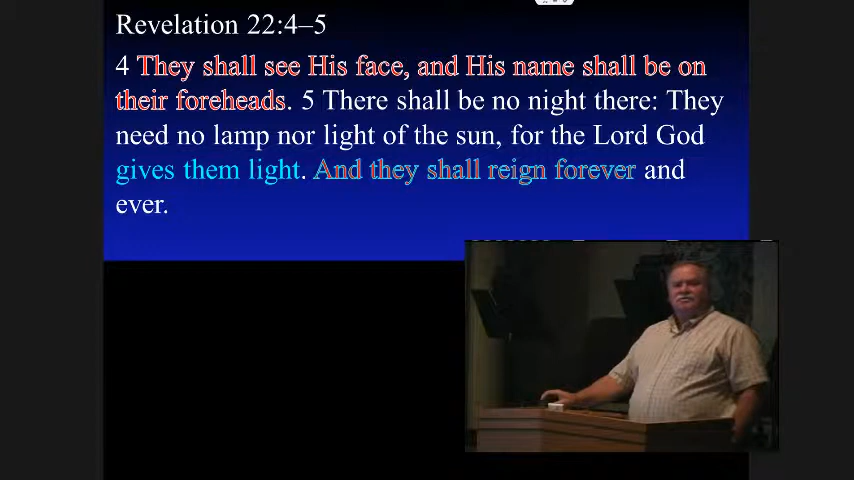 Revelation 22:4–5
4 They shall see His face, and His name shall be on
their foreheads. 5 There shall be no night there: They
need no lamp nor light of the sun, for the Lord God
gives them light. And they shall reign forever and
ever.